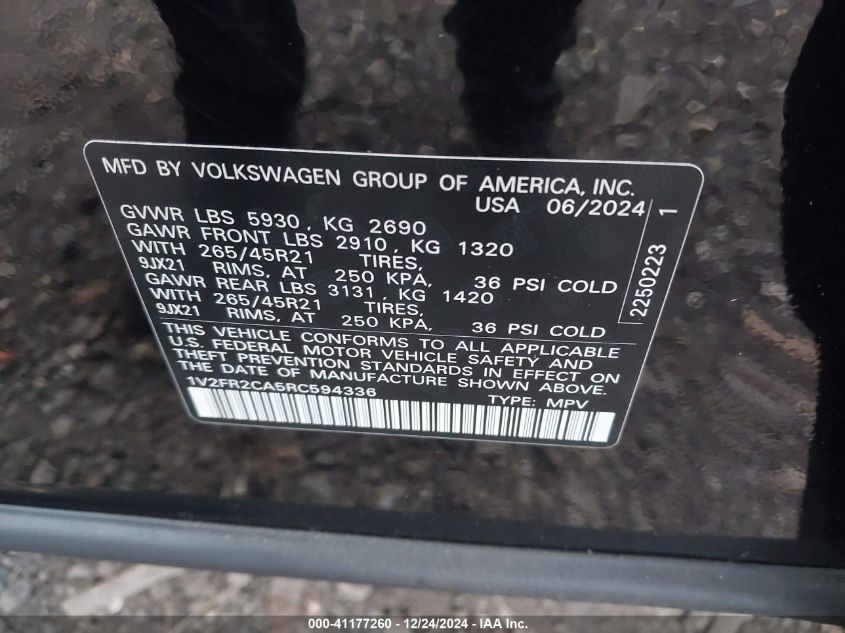 MFD BY VOLKSWAGEN GROUP OF AMERICA, INC.
USA 06/2024
GVWR LBS 5930, KG 2690
GAWR FRONT LBS 2910, KG 1320
WITH 265/45R21 TIRES,
9JX21 RIMS, AT 250 KPA, 36 PSI COLD
GAWR REAR LBS 3131, KG 1420
WITH 265/45R21 TIRES,
9JX21 RIMS, AT 250 KPA, 36 PSI COLD
THIS VEHICLE CONFORMS TO ALL APPLICABLE
U.S. FEDERAL MOTOR VEHICLE SAFETY AND
THEFT PREVENTION STANDARDS IN EFFECT ON
THE DATE OF MANUFACTURE SHOWN ABOVE.
1V2FR2CA5RC594336 TYPE: MPV
2250223 1
000-41177260 - 12/24/2024 - IAA Inc.